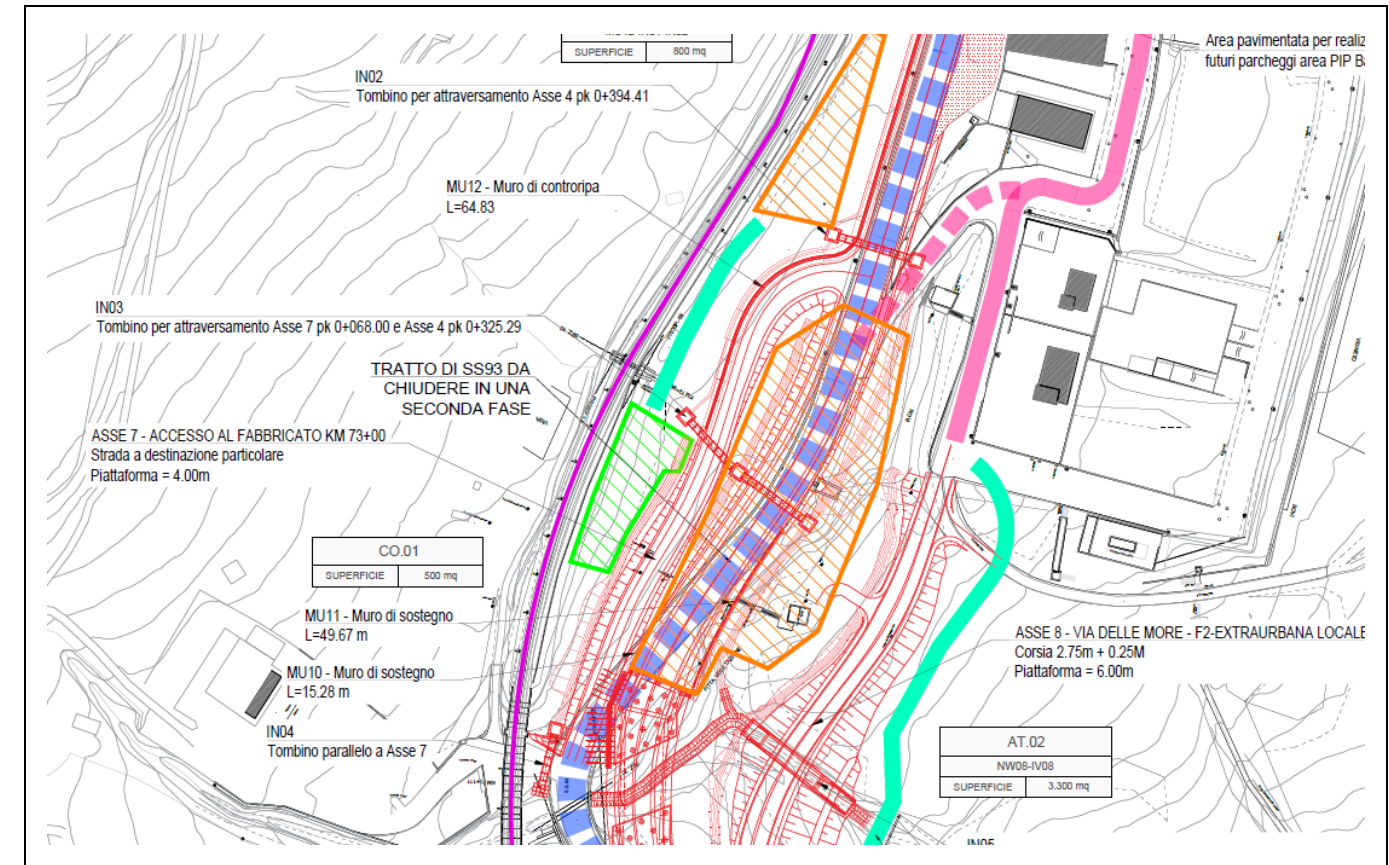 SUPERFICIE 800 mq
Area pavimentata per realiz
futuri parcheggi area PIP Ba
IN02
Tombino per attraversamento Asse 4 pk 0+394.41
MU12 - Muro di controripa
L=64.83
IN03
Tombino per attraversamento Asse 7 pk 0+068.00 e Asse 4 pk 0+325.29
TRATTO DI SS93 DA
CHIUDERE IN UNA
SECONDA FASE
ASSE 7 - ACCESSO AL FABBRICATO KM 73+00
Strada a destinazione particolare
Piattaforma = 4.00m
CO.01
SUPERFICIE 500 mq
MU11 - Muro di sostegno
L=49.67 m
MU10 - Muro di sostegno
L=15.28 m
IN04
Tombino parallelo a Asse 7
ASSE 8 - VIA DELLE MORE - F2-EXTRAURBANA LOCALE
Corsia 2.75m + 0.25M
Piattaforma = 6.00m
AT.02
NW08-IV08
SUPERFICIE 3.300 mq
IN05